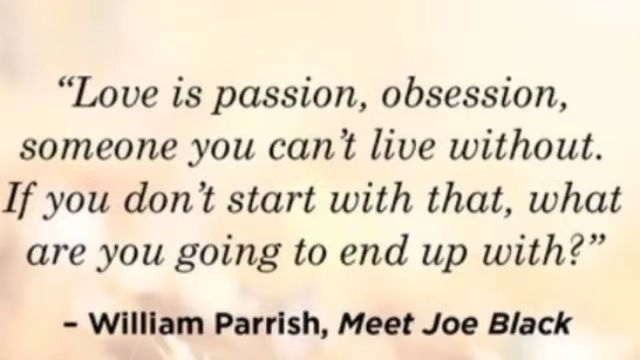 “Love is passion, obsession,
someone you can’t live without.
If you don’t start with that, what
are you going to end up with?”
– William Parrish, Meet Joe Black